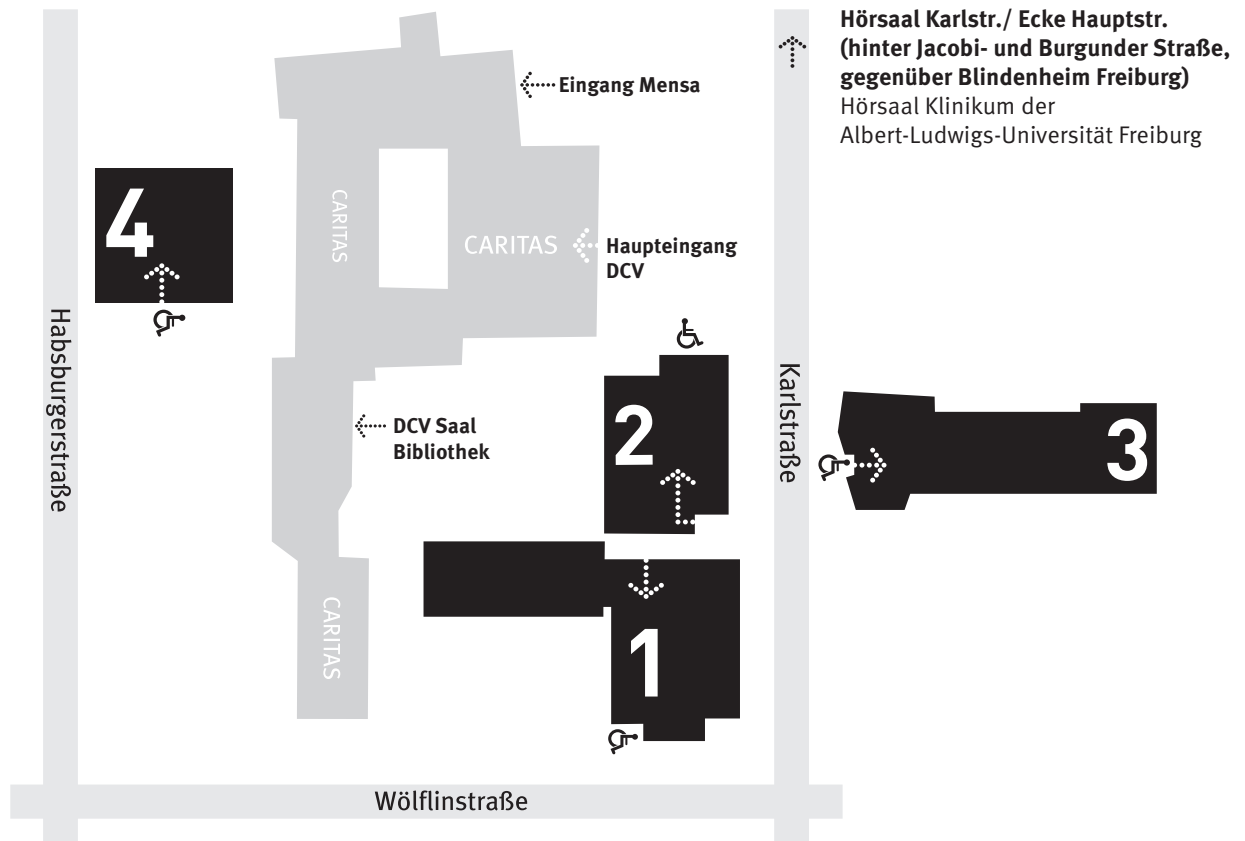 Hörsaal Karlstr./ Ecke Hauptstr.
(hinter Jacobi- und Burgunder Straße,
gegenüber Blindenheim Freiburg)
Hörsaal Klinikum der
Albert-Ludwigs-Universität Freiburg
Eingang Mensa
4
CARITAS
CARITAS
Haupteingang
DCV
Habsburgerstraße
Karlstraße
DCV Saal
Bibliothek
2
3
CARITAS
1
Wölflinstraße